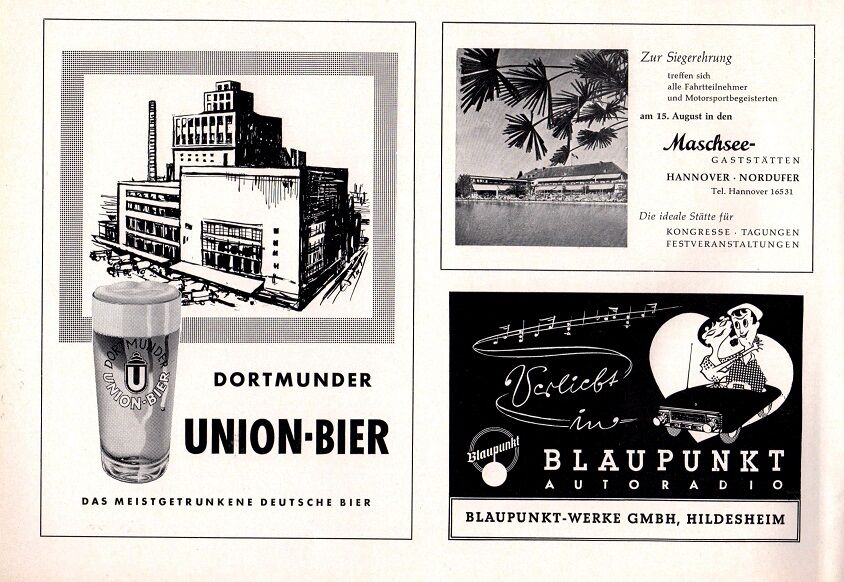 DORTMUNDER
U
UNION-BIER
DORTMUNDER
UNION-BIER
DAS MEISTGETRUNKENE DEUTSCHE BIER
Zur Siegerehrung
treffen sich
alle Fahrtteilnehmer
und Motorsportbegeisterten
am 15. August in den
Maschsee-
GASTSTÄTTEN
HANNOVER · NORDUFER
Tel. Hannover 16531
Die ideale Stätte für
KONGRESSE · TAGUNGEN
FESTVERANSTALTUNGEN
Verliebt
in
Blaupunkt
BLAUPUNKT
AUTORADIO
BLAUPUNKT-WERKE GMBH, HILDESHEIM